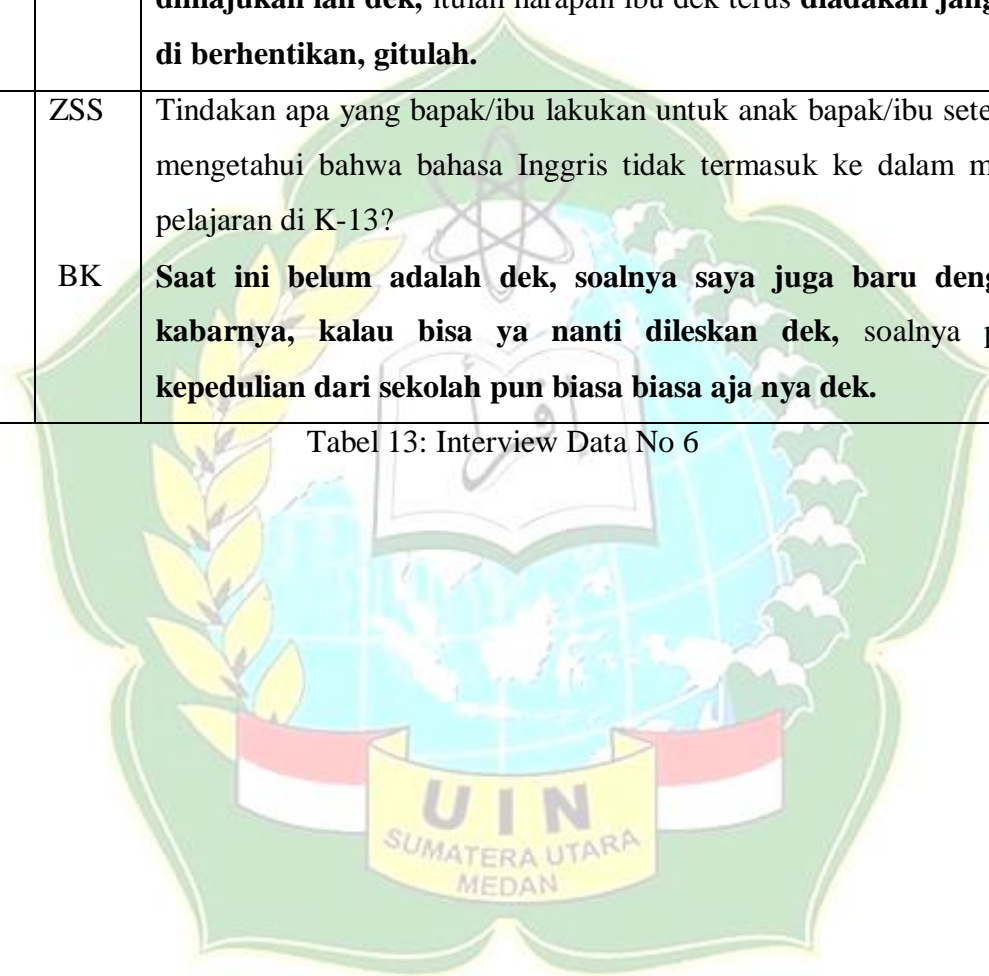 dimajukan lah dek, itulah harapan ibu dek terus diadakan
di berhentikan, gitulah.
ZSS Tindakan apa yang bapak/ibu lakukan untuk anak bapak/ibu
mengetahui bahwa bahasa Inggris tidak termasuk ke dalam
pelajaran di K-13?
BK Saat ini belum adalah dek, soalnya saya juga baru
kabarnya, kalau bisa ya nanti dileskan dek, soalnya
kepedulian dari sekolah pun biasa biasa aja nya dek.
Tabel 13: Interview Data No 6
UIN
SUMATERA UTARA
MEDAN